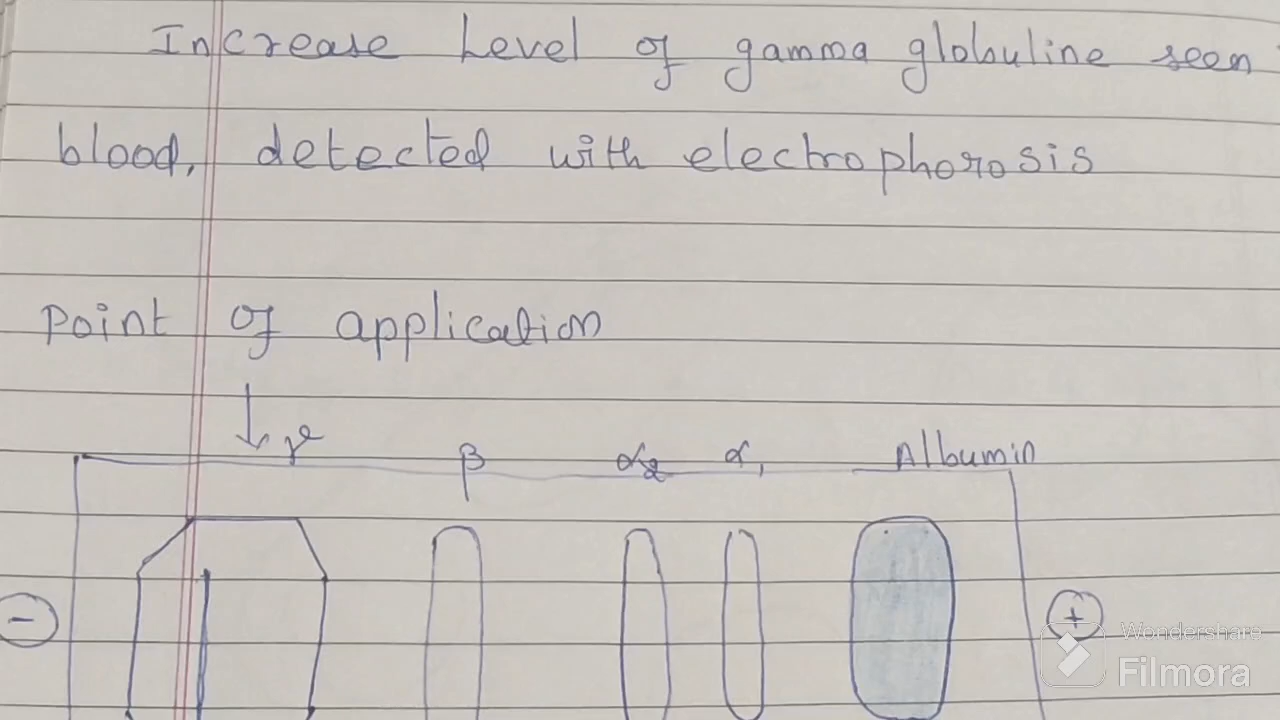 Increase Level of gamma globuline seen
blood, detected with electrophorosis
Point of application
γ β α2 α1 Albumin
- +
Wondershare
Filmora